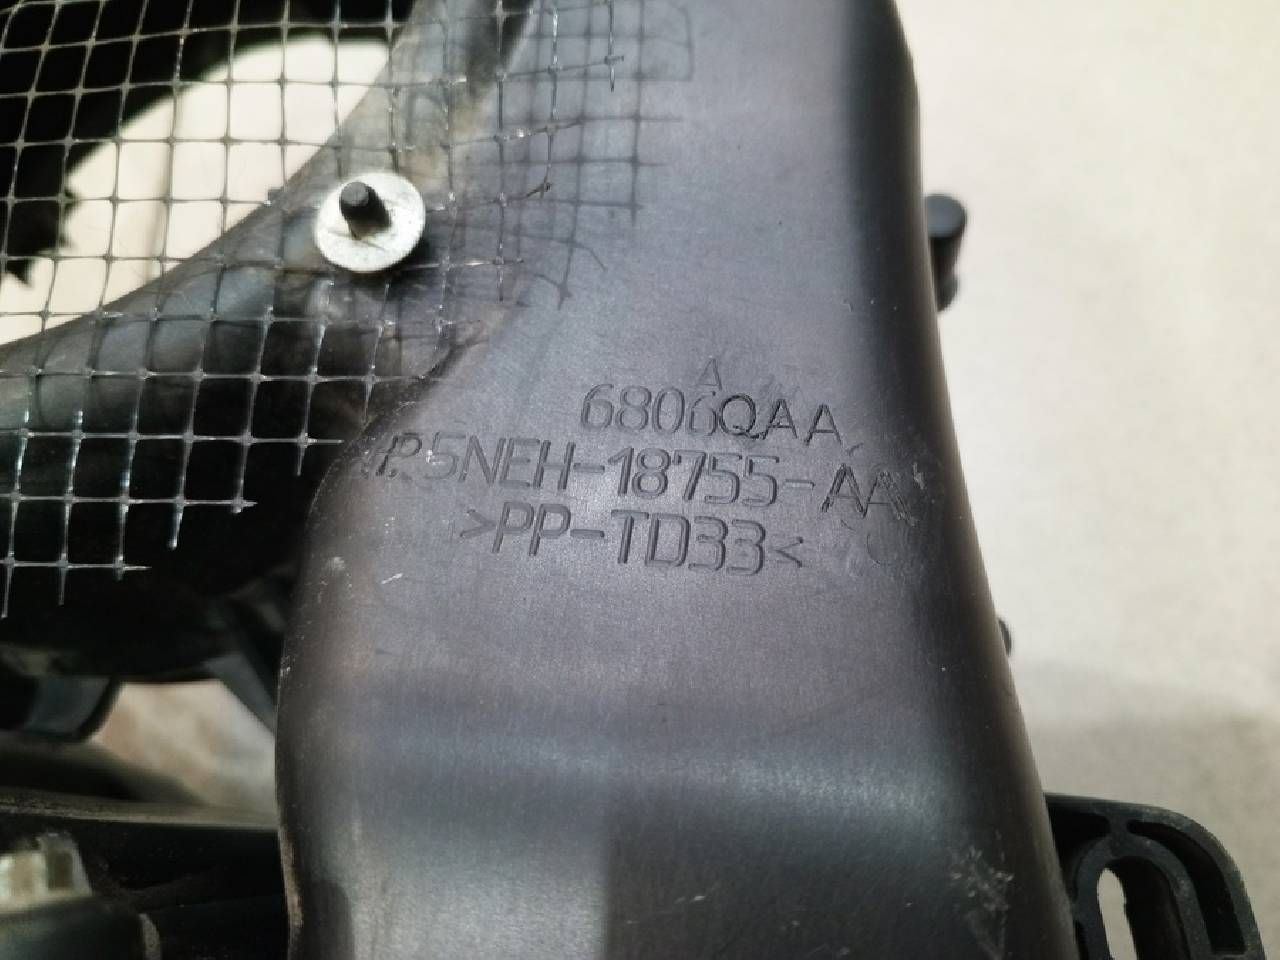 A
6806QAA
P.5NEH-18755-AA
>PP-TD33<